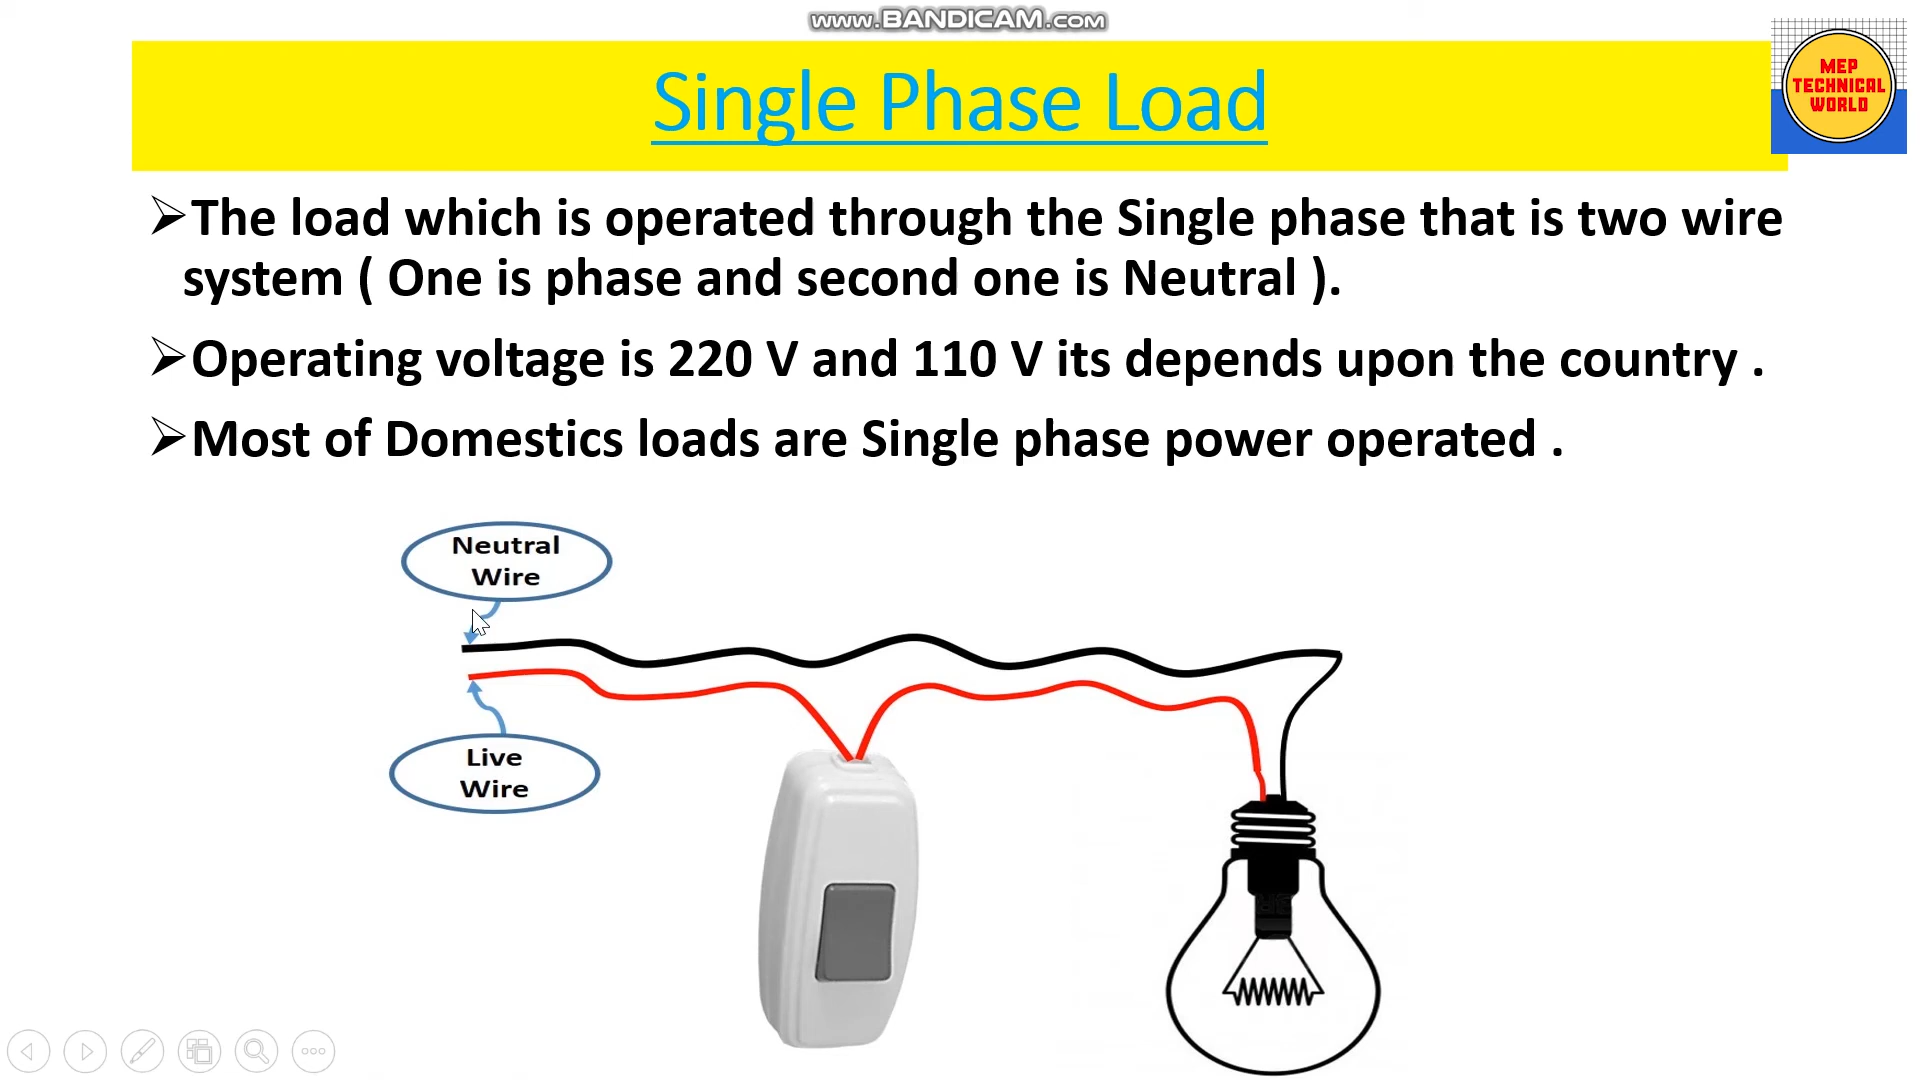 www.BANDICAM.com
MEP
TECHNICAL
WORLD
Single Phase Load
➢The load which is operated through the Single phase that is two wire
system ( One is phase and second one is Neutral ).
➢Operating voltage is 220 V and 110 V its depends upon the country .
➢Most of Domestics loads are Single phase power operated .
Neutral
Wire
Live
Wire